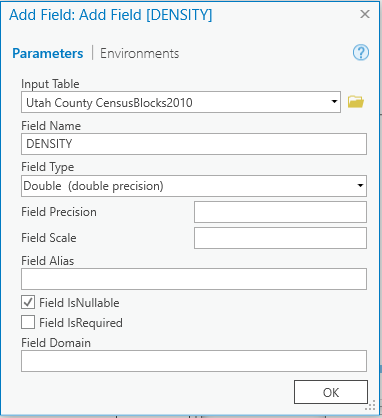 Add Field: Add Field [DENSITY]
Parameters | Environments
Input Table
Utah County CensusBlocks2010
Field Name
DENSITY
Field Type
Double (double precision)
Field Precision
Field Scale
Field Alias
Field IsNullable
Field IsRequired
Field Domain
OK